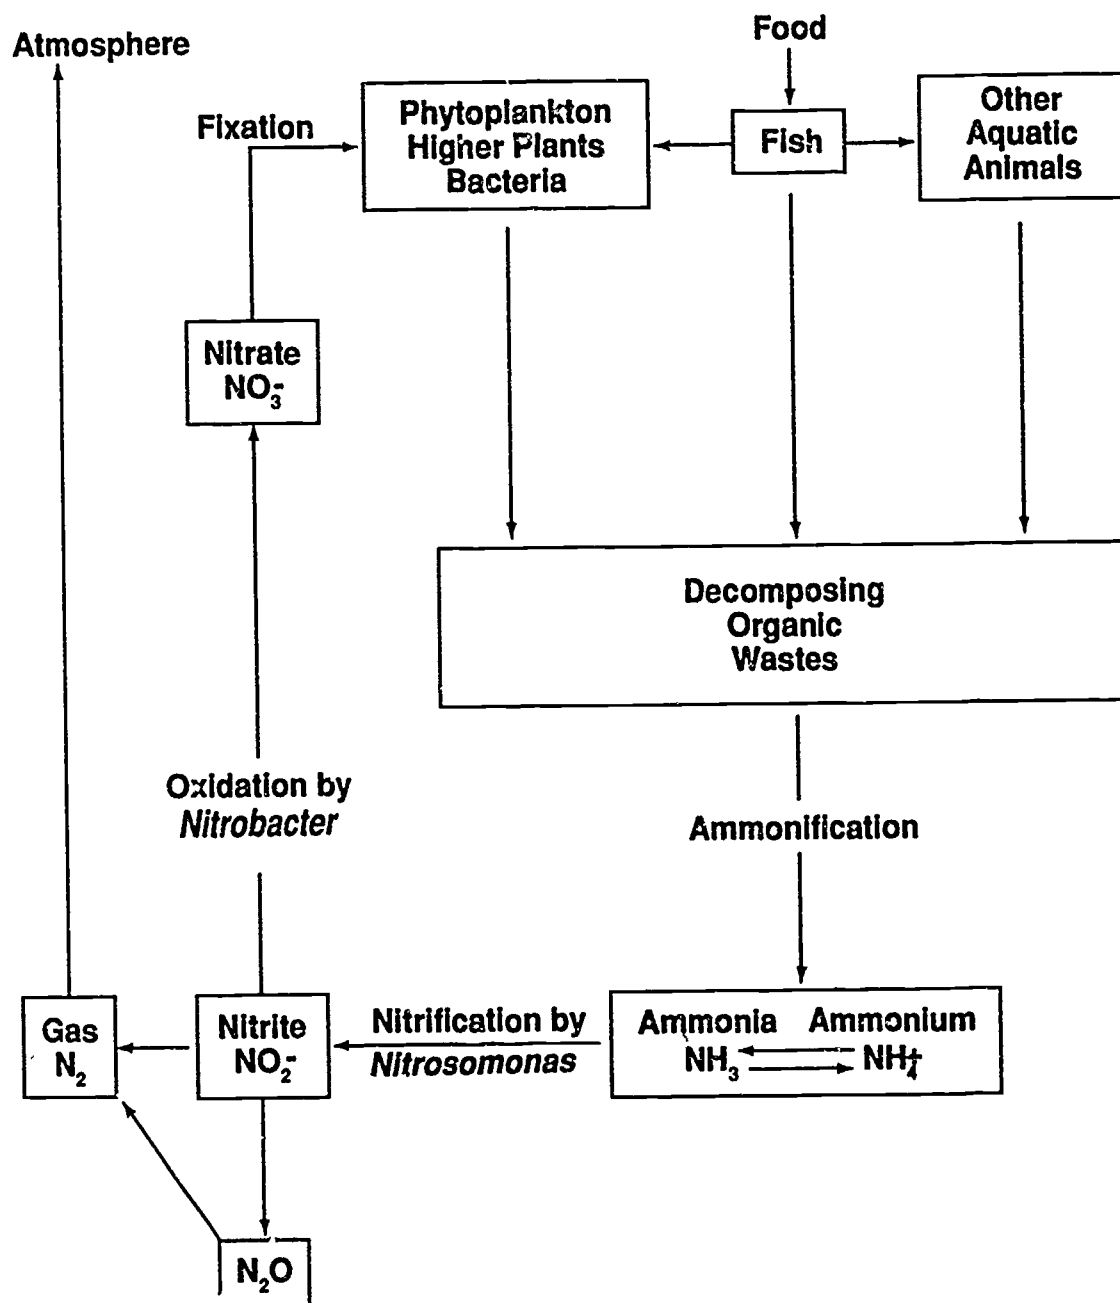 Atmosphere
Food
Fixation
Phytoplankton
Higher Plants
Bacteria
Fish
Other
Aquatic
Animals
Nitrate
NO₃⁻
Decomposing
Organic
Wastes
Oxidation by
Nitrobacter
Ammonification
Gas
N₂
Nitrite
NO₂⁻
Nitrification by
Nitrosomonas
Ammonia Ammonium
NH₃ NH₄⁺
N₂O